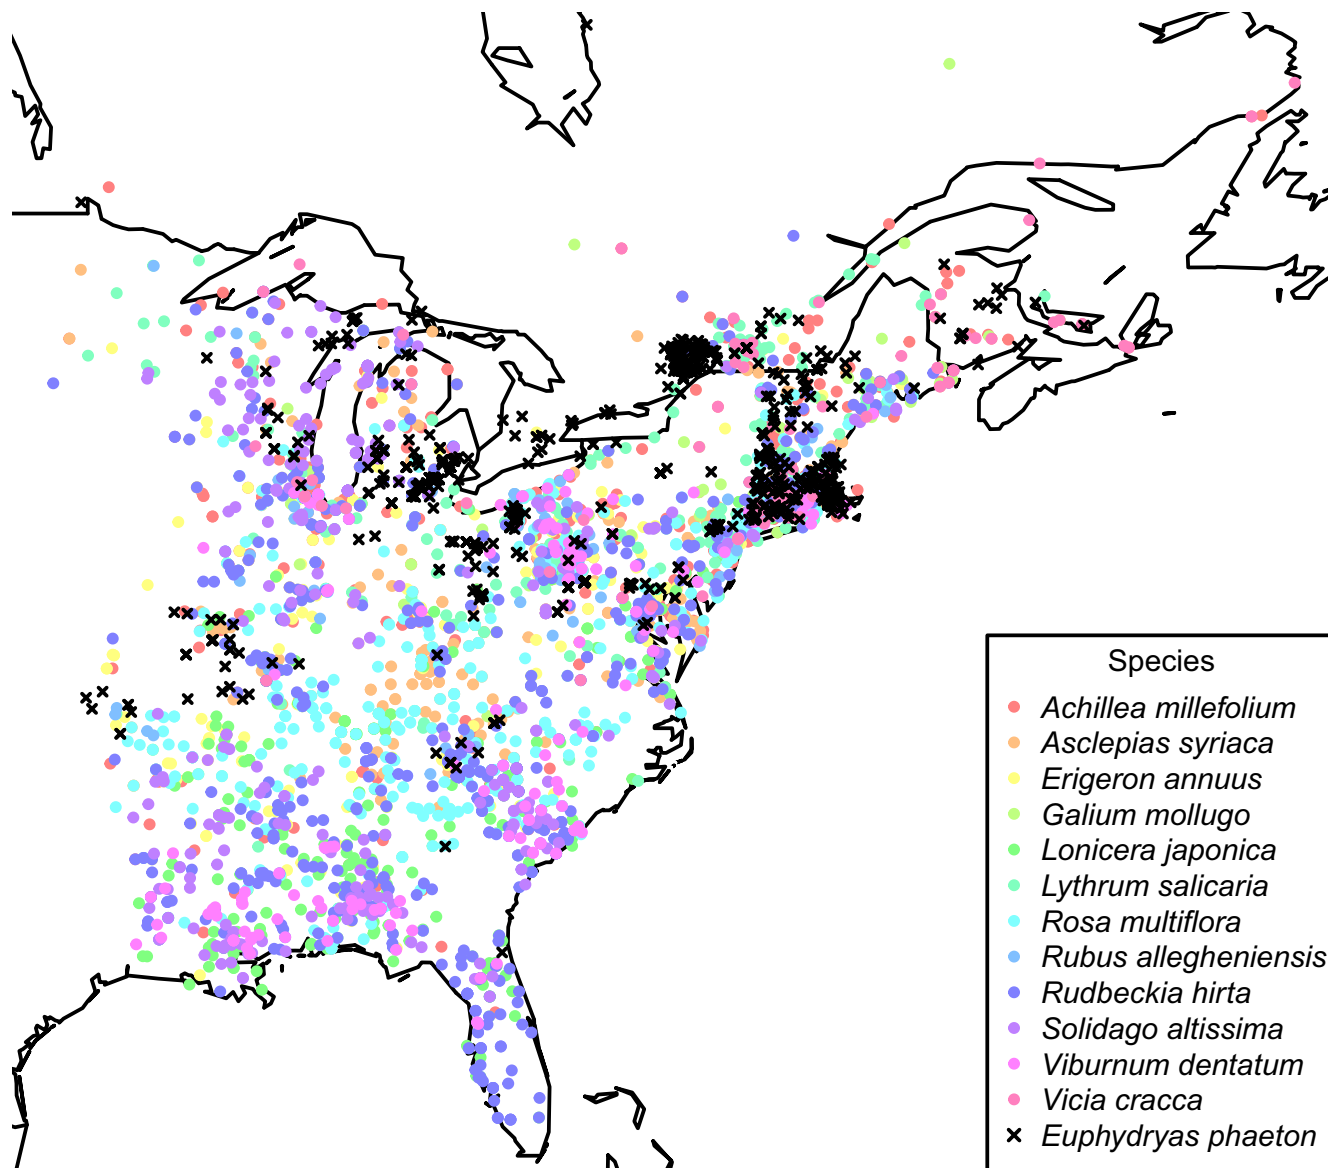 Species
Achillea millefolium
Asclepias syriaca
Erigeron annuus
Galium mollugo
Lonicera japonica
Lythrum salicaria
Rosa multiflora
Rubus allegheniensis
Rudbeckia hirta
Solidago altissima
Viburnum dentatum
Vicia cracca
Euphydryas phaeton